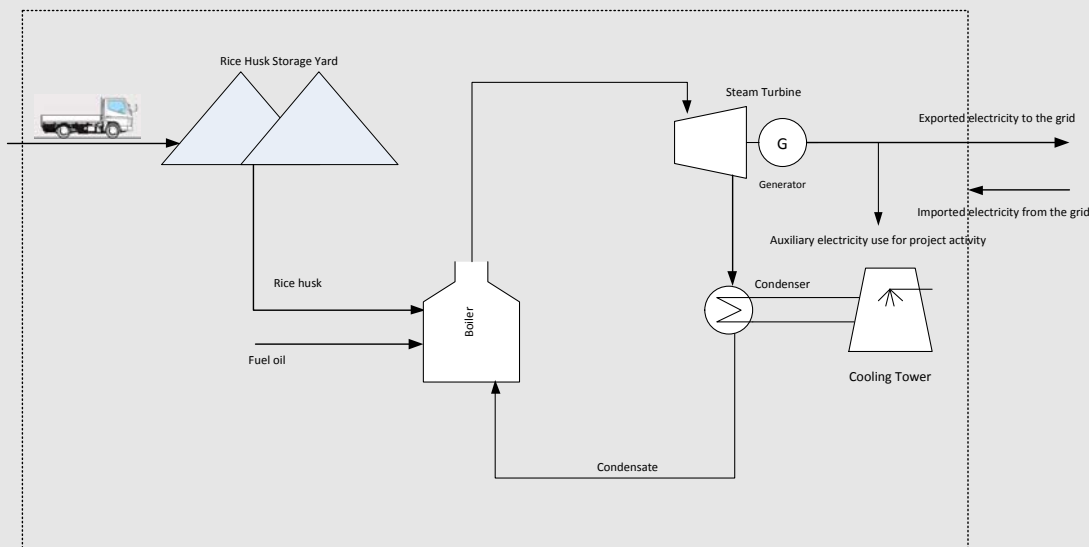 Rice Husk Storage Yard
Steam Turbine
Exported electricity to the grid
G
Generator
Imported electricity from the grid
Auxiliary electricity use for project activity
Rice husk
Condenser
Boiler
Fuel oil
Cooling Tower
Condensate